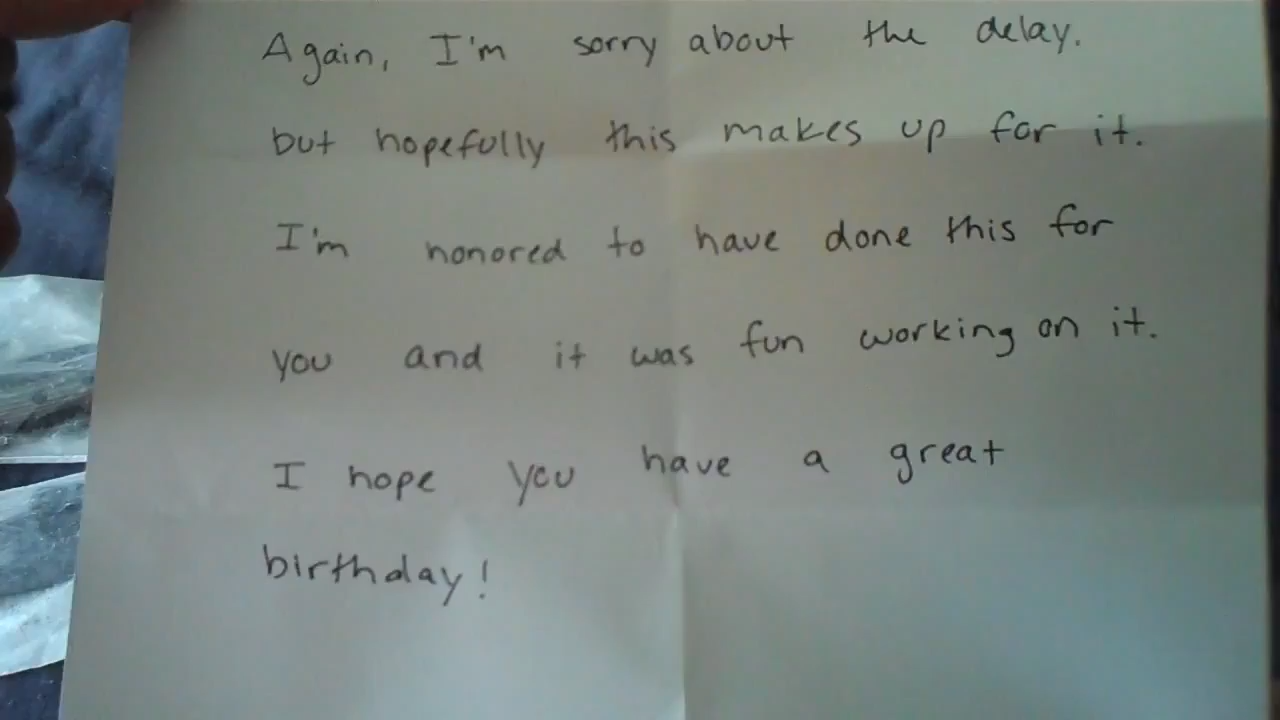 Again, I'm sorry about the delay.
but hopefully this makes up for it.
I'm honored to have done this for
you and it was fun working on it.
I hope you have a great
birthday!